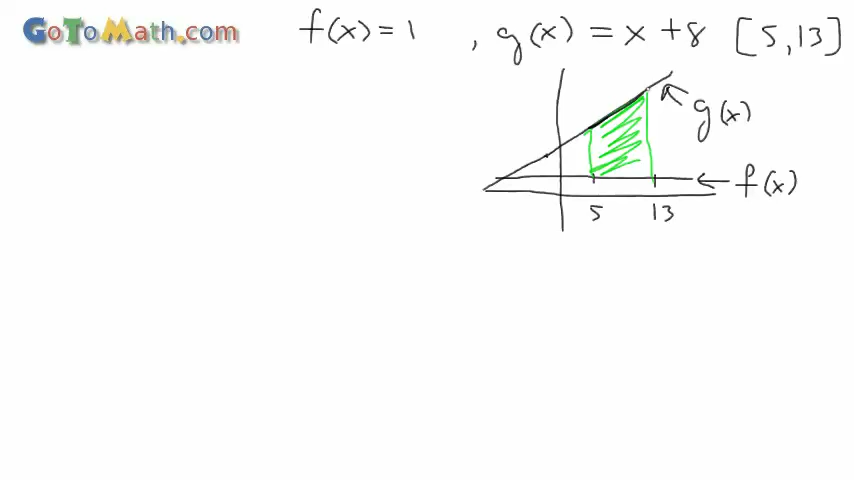 GoToMath.com
f(x) = 1 , g(x) = x + 8 [5,13]
g(x)
f(x)
5 13